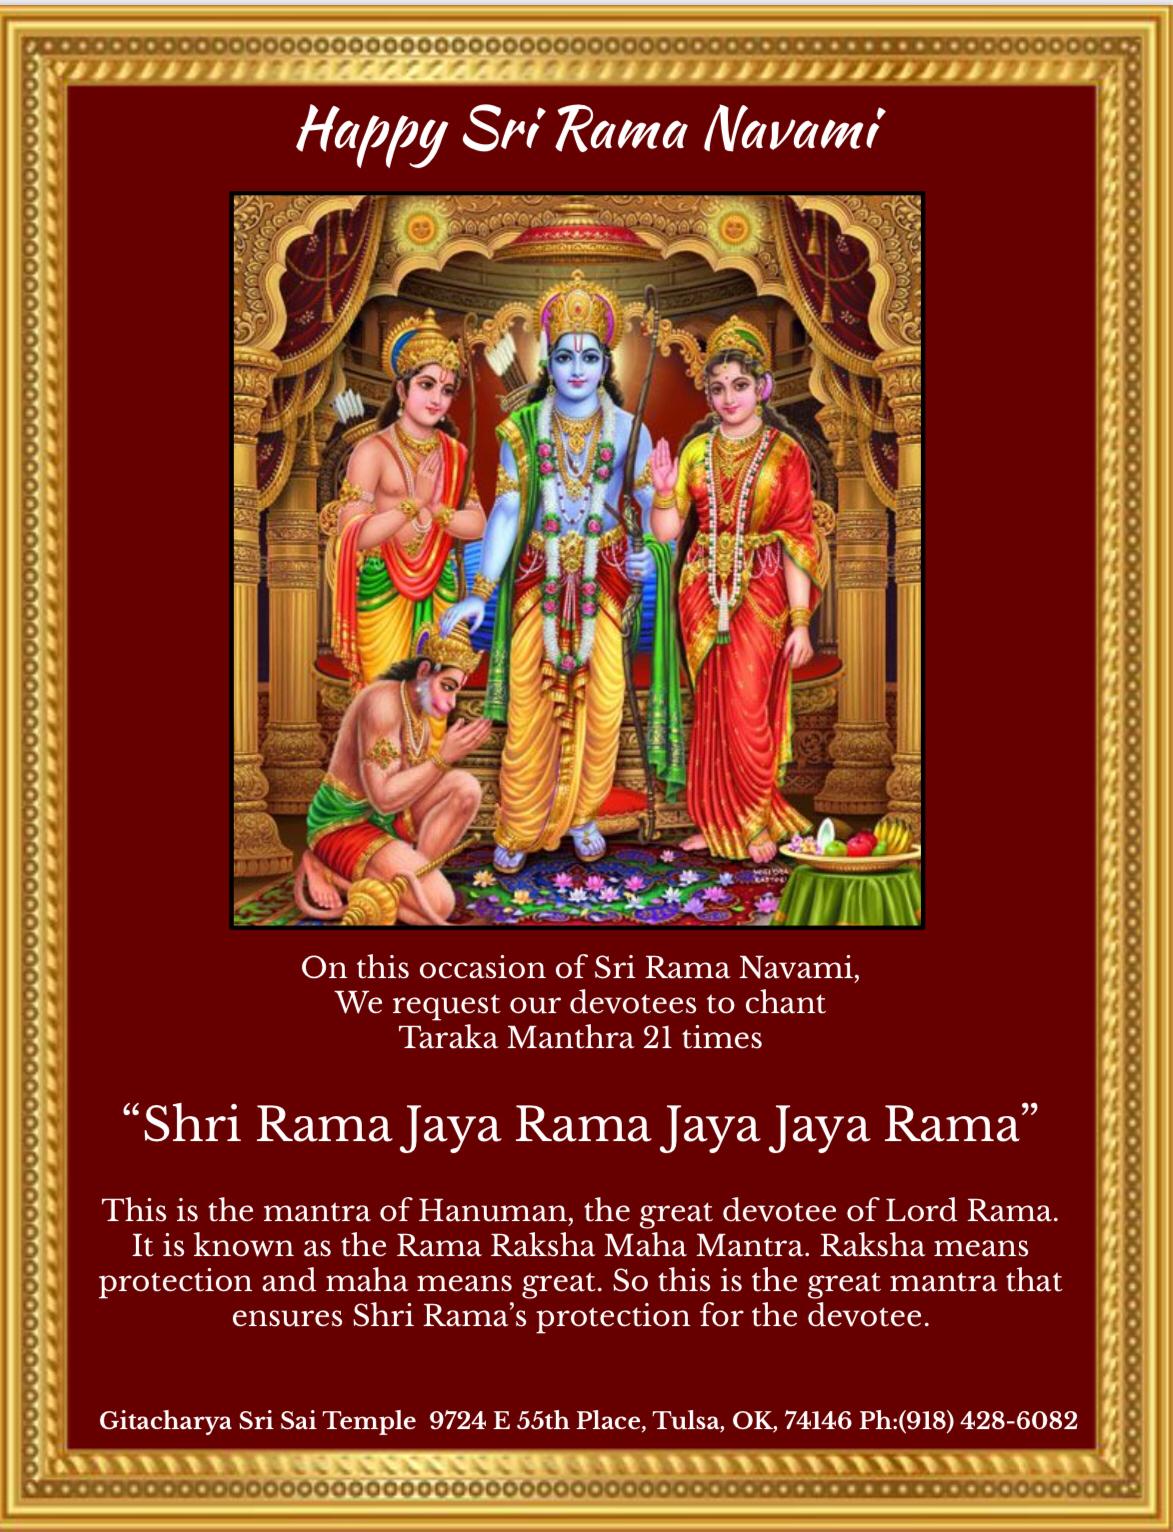 Happy Sri Rama Navami
On this occasion of Sri Rama Navami,
We request our devotees to chant
Taraka Manthra 21 times
“Shri Rama Jaya Rama Jaya Jaya Rama”
This is the mantra of Hanuman, the great devotee of Lord Rama.
It is known as the Rama Raksha Maha Mantra. Raksha means
protection and maha means great. So this is the great mantra that
ensures Shri Rama’s protection for the devotee.
Gitacharya Sri Sai Temple 9724 E 55th Place, Tulsa, OK, 74146 Ph:(918) 428-6082